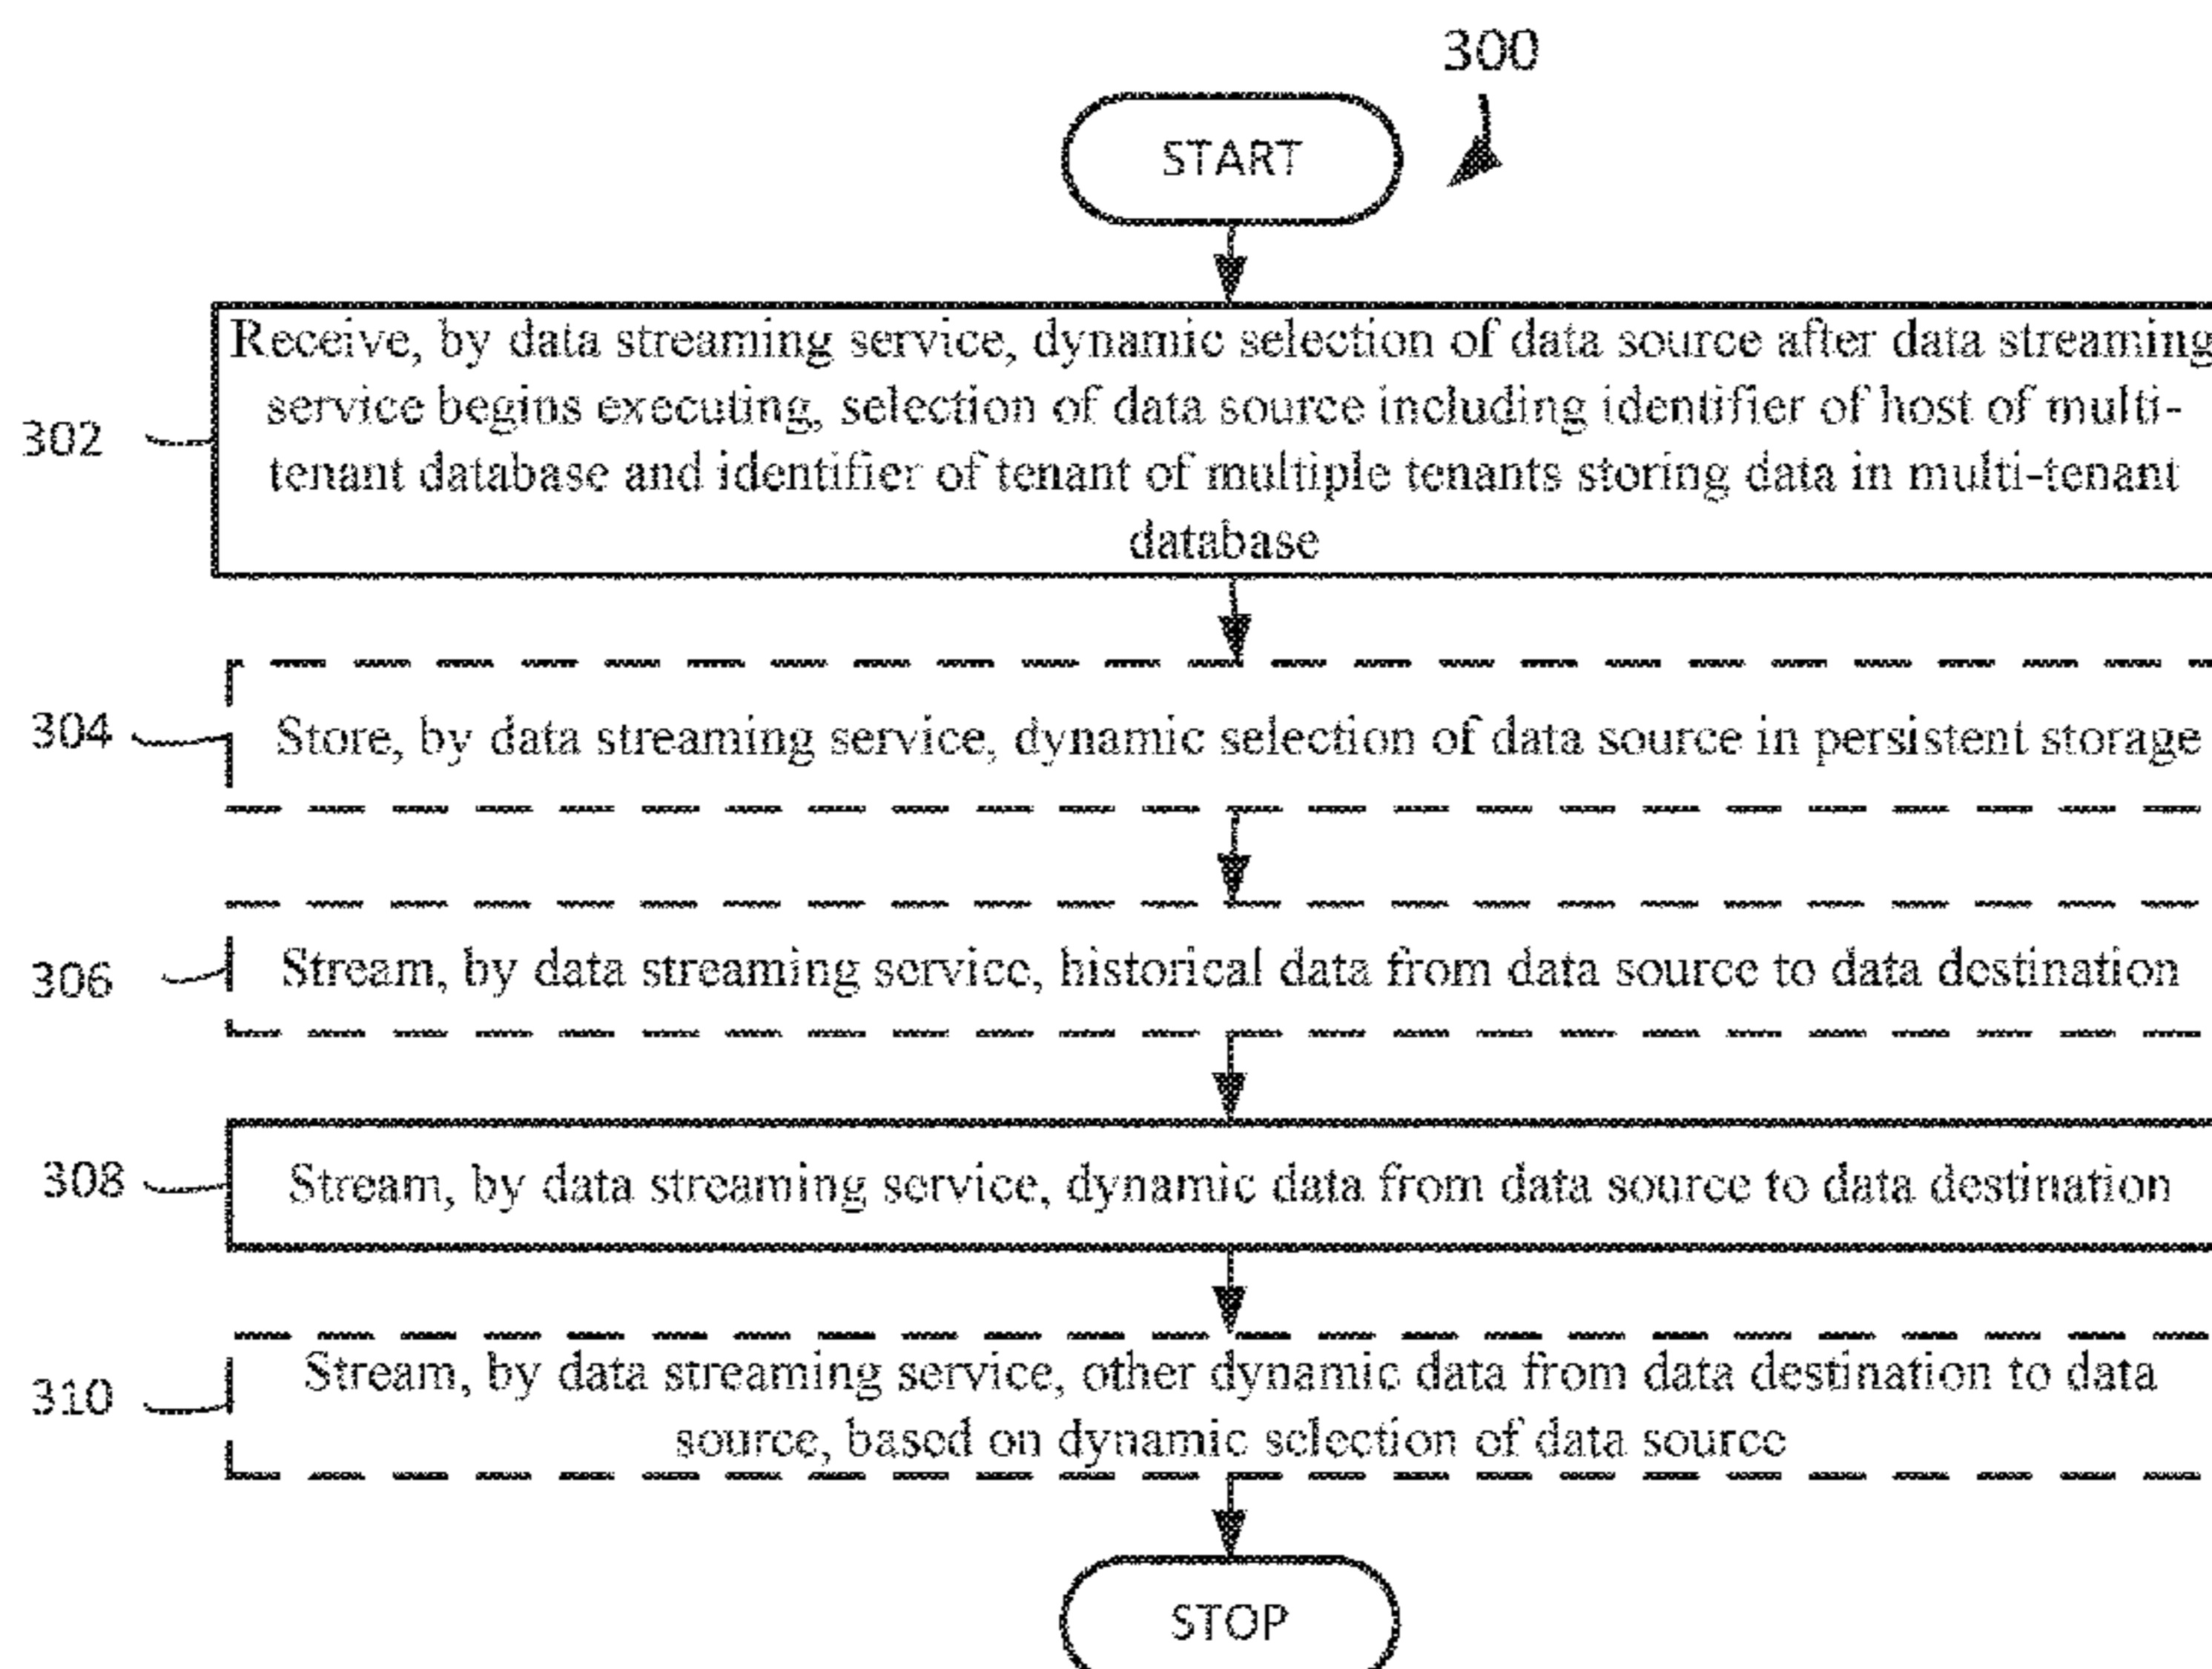 300
START
302
Receive, by data streaming service, dynamic selection of data source after data streaming
service begins executing, selection of data source including identifier of host of multi-
tenant database and identifier of tenant of multiple tenants storing data in multi-tenant
database
304
Store, by data streaming service, dynamic selection of data source in persistent storage
306
Stream, by data streaming service, historical data from data source to data destination
308
Stream, by data streaming service, dynamic data from data source to data destination
310
Stream, by data streaming service, other dynamic data from data destination to data
source, based on dynamic selection of data source
STOP